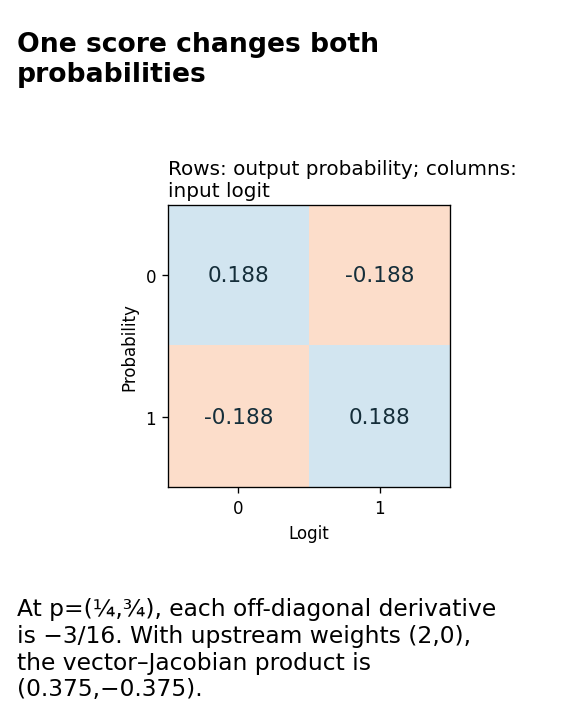 One score changes both
probabilities
Rows: output probability; columns:
input logit
0
0.188
-0.188
Probability
1
-0.188
0.188
0
1
Logit
At p=(¼,¾), each off-diagonal derivative
is −3/16. With upstream weights (2,0),
the vector–Jacobian product is
(0.375,−0.375).